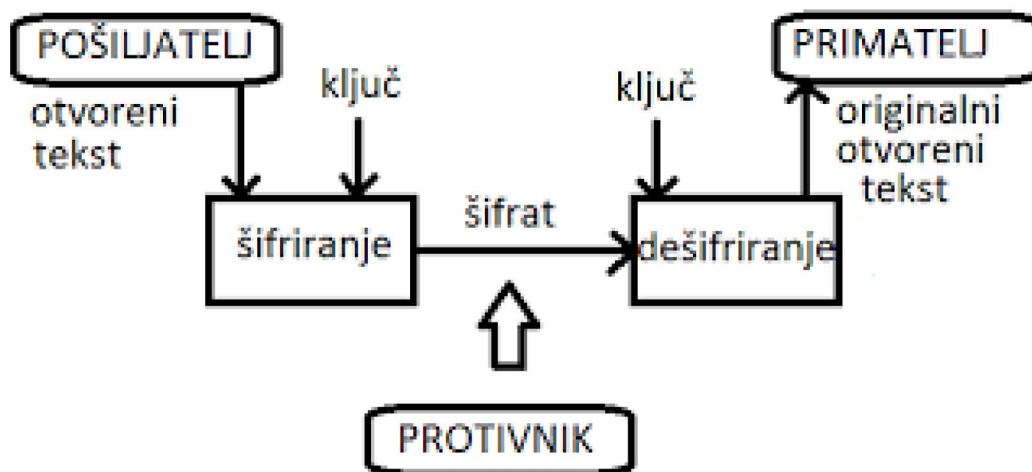 POŠILJATELJ
otvoreni
tekst
ključ
šifriranje
šifrat
ključ
dešifriranje
PRIMATELJ
originalni
otvoreni
tekst
PROTIVNIK